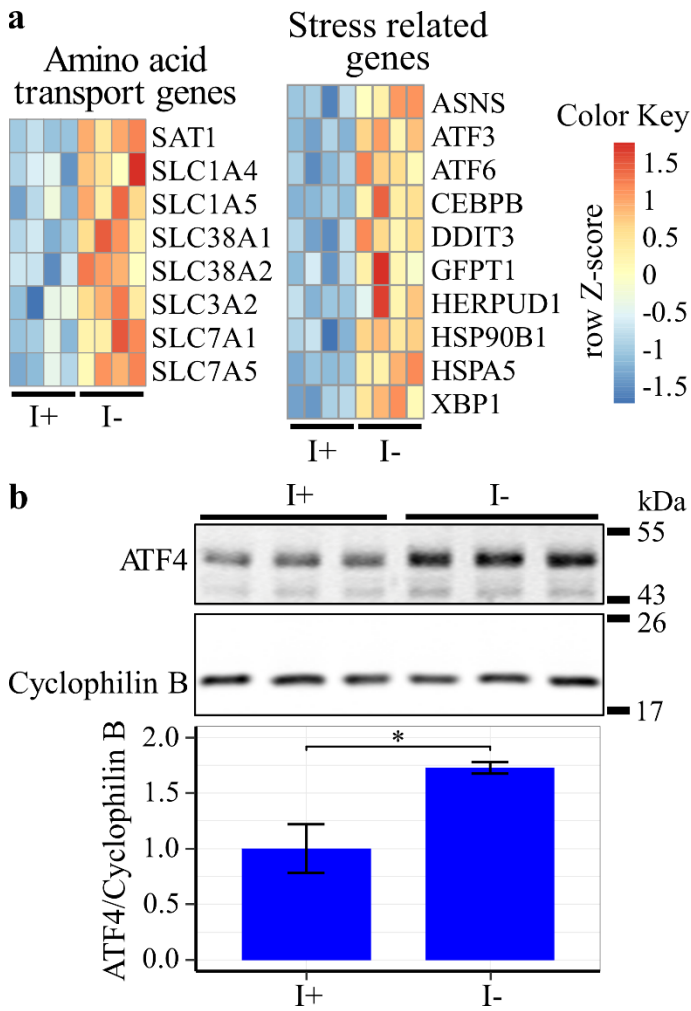 a
Amino acid
transport genes
SAT1
SLC1A4
SLC1A5
SLC38A1
SLC38A2
SLC3A2
SLC7A1
SLC7A5
I+
I-
Stress related
genes
ASNS
ATF3
ATF6
CEBPB
DDIT3
GFPT1
HERPUD1
HSP90B1
HSPA5
XBP1
I+
I-
Color Key
row Z-score
1.5
1
0.5
0
-0.5
-1
-1.5
b
I+
I-
kDa
ATF4
55
43
Cyclophilin B
26
17
ATF4/Cyclophilin B
2.0
1.5
1.0
0.5
0.0
*
I+
I-